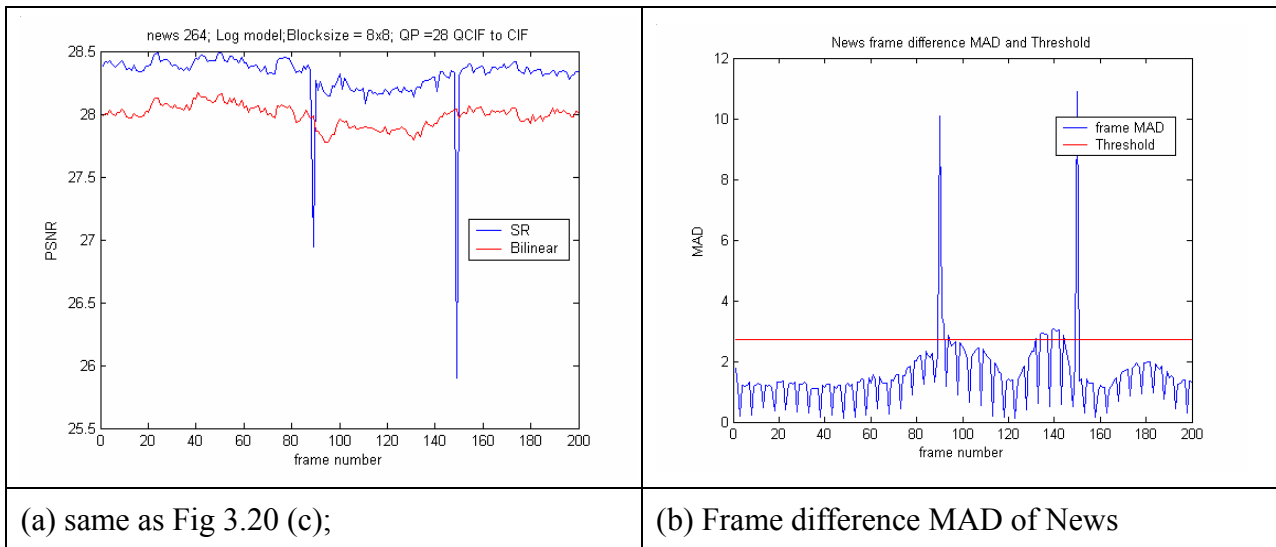 news 264; Log model;Blocksize = 8x8; QP =28 QCIF to CIF
28.5
28
27.5
27
26.5
26
25.5
PSNR
SR
Bilinear
0 20 40 60 80 100 120 140 160 180 200
frame number
(a) same as Fig 3.20 (c);
News frame difference MAD and Threshold
12
10
8
6
4
2
0
MAD
frame MAD
Threshold
0 20 40 60 80 100 120 140 160 180 200
frame number
(b) Frame difference MAD of News